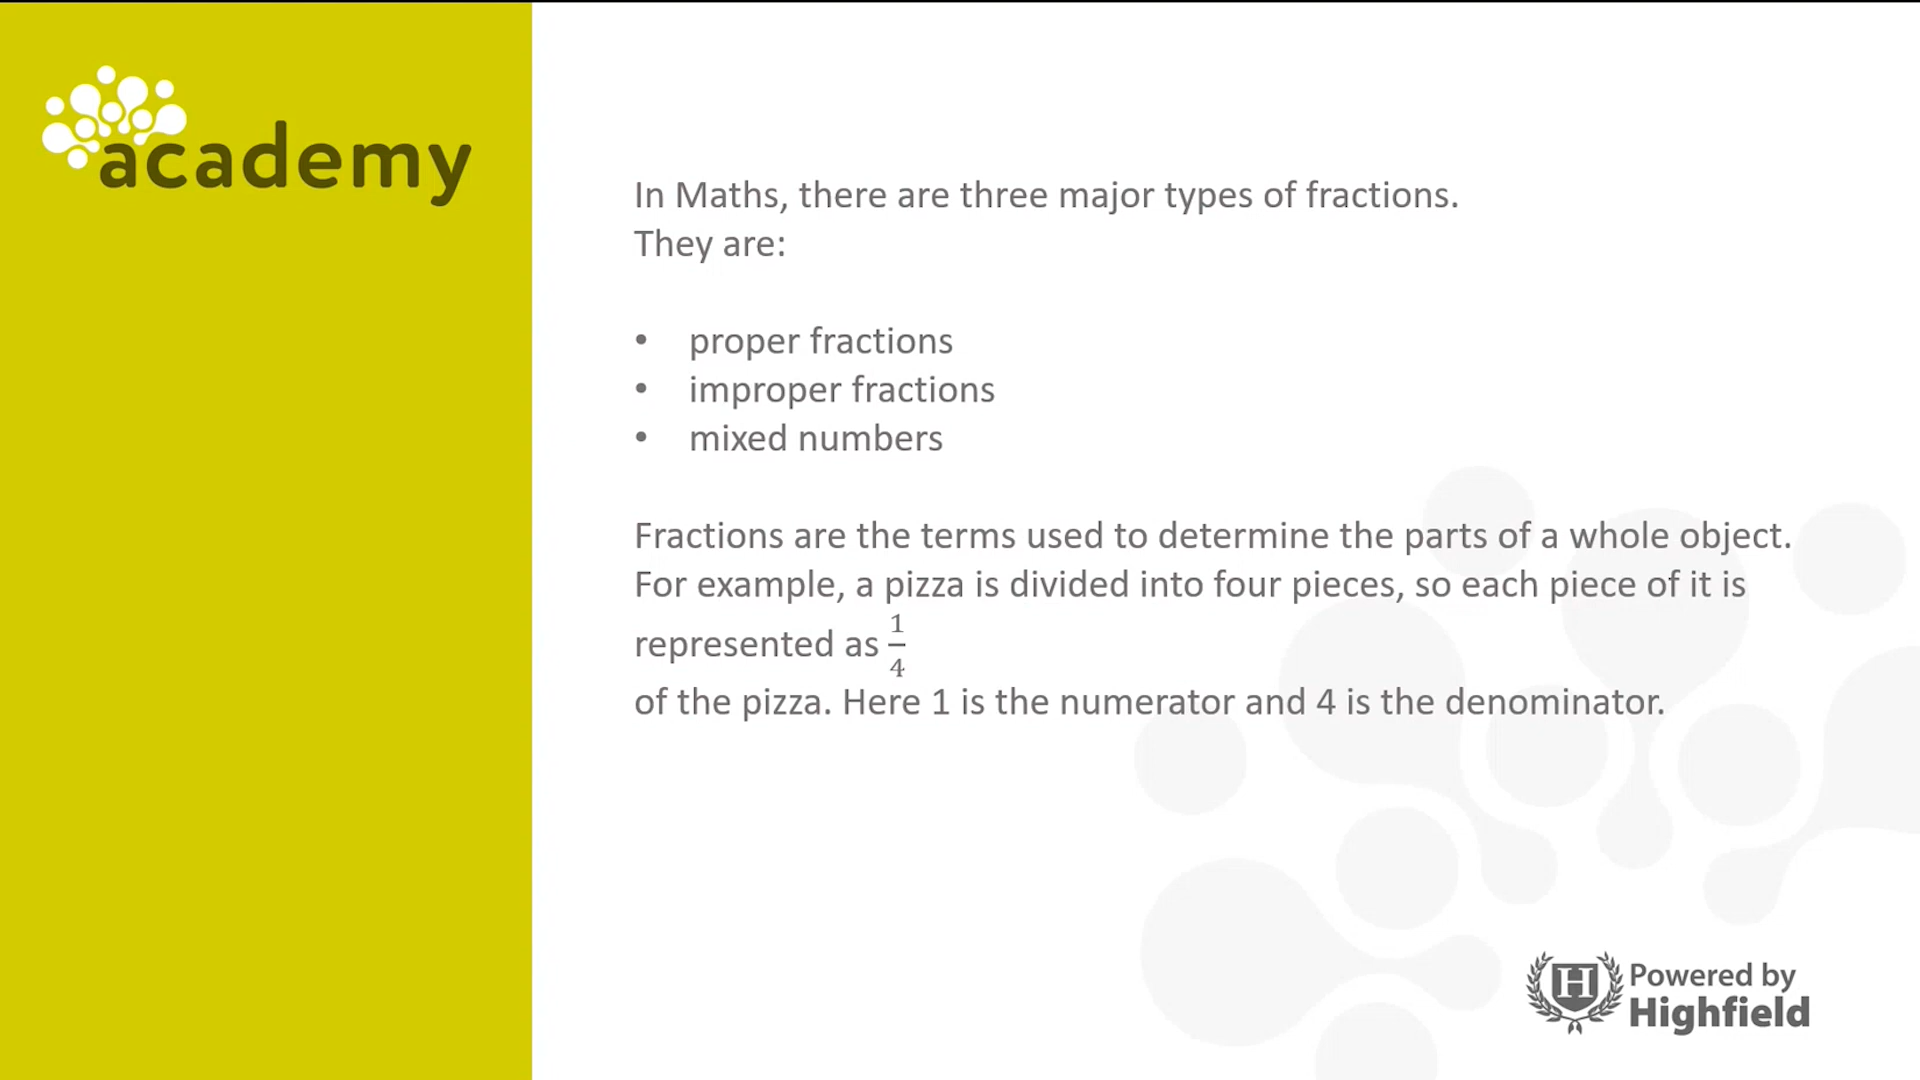 academy
In Maths, there are three major types of fractions.
They are:
• proper fractions
• improper fractions
• mixed numbers
Fractions are the terms used to determine the parts of a whole object.
For example, a pizza is divided into four pieces, so each piece of it is
represented as 1/4
of the pizza. Here 1 is the numerator and 4 is the denominator.
H
Powered by
Highfield